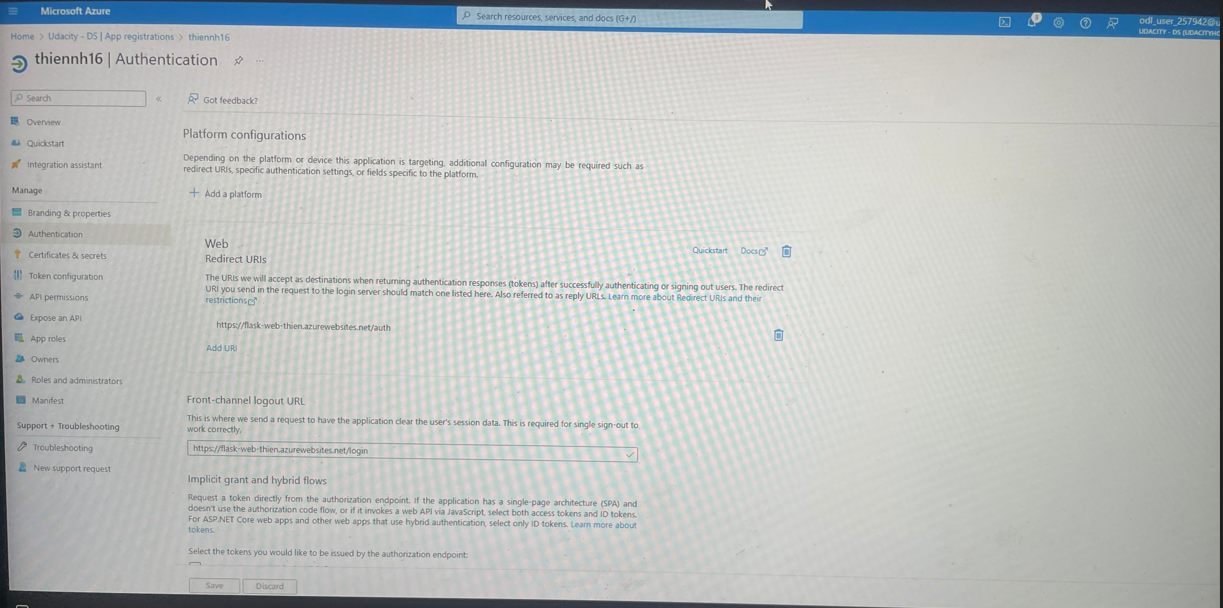 Microsoft Azure
Search resources, services, and docs (G+/)
odl_user_257942@u
UDACITY - DS (UDACITYHO
Home > Udacity - DS | App registrations > thiennh16
thiennh16 | Authentication
Search
Got feedback?
Overview
Quickstart
Integration assistant
Manage
Branding & properties
Authentication
Certificates & secrets
Token configuration
API permissions
Expose an API
App roles
Owners
Roles and administrators
Manifest
Support + Troubleshooting
Troubleshooting
New support request
Platform configurations
Depending on the platform or device this application is targeting, additional configuration may be required such as
redirect URIs, specific authentication settings, or fields specific to the platform.
Add a platform
Web
Quickstart Docs
Redirect URIs
The URIs we will accept as destinations when returning authentication responses (tokens) after successfully authenticating or signing out users. The redirect
URI you send in the request to the login server should match one listed here. Also referred to as reply URLs. Learn more about Redirect URIs and their
restrictions
https://flask-web-thien.azurewebsites.net/auth
Add URI
Front-channel logout URL
This is where we send a request to have the application clear the user's session data. This is required for single sign-out to
work correctly.
https://flask-web-thien.azurewebsites.net/login
Implicit grant and hybrid flows
Request a token directly from the authorization endpoint. If the application has a single-page architecture (SPA) and
doesn't use the authorization code flow, or if it invokes a web API via JavaScript, select both access tokens and ID tokens.
For ASP.NET Core web apps and other web apps that use hybrid authentication, select only ID tokens. Learn more about
tokens.
Select the tokens you would like to be issued by the authorization endpoint:
Save Discard